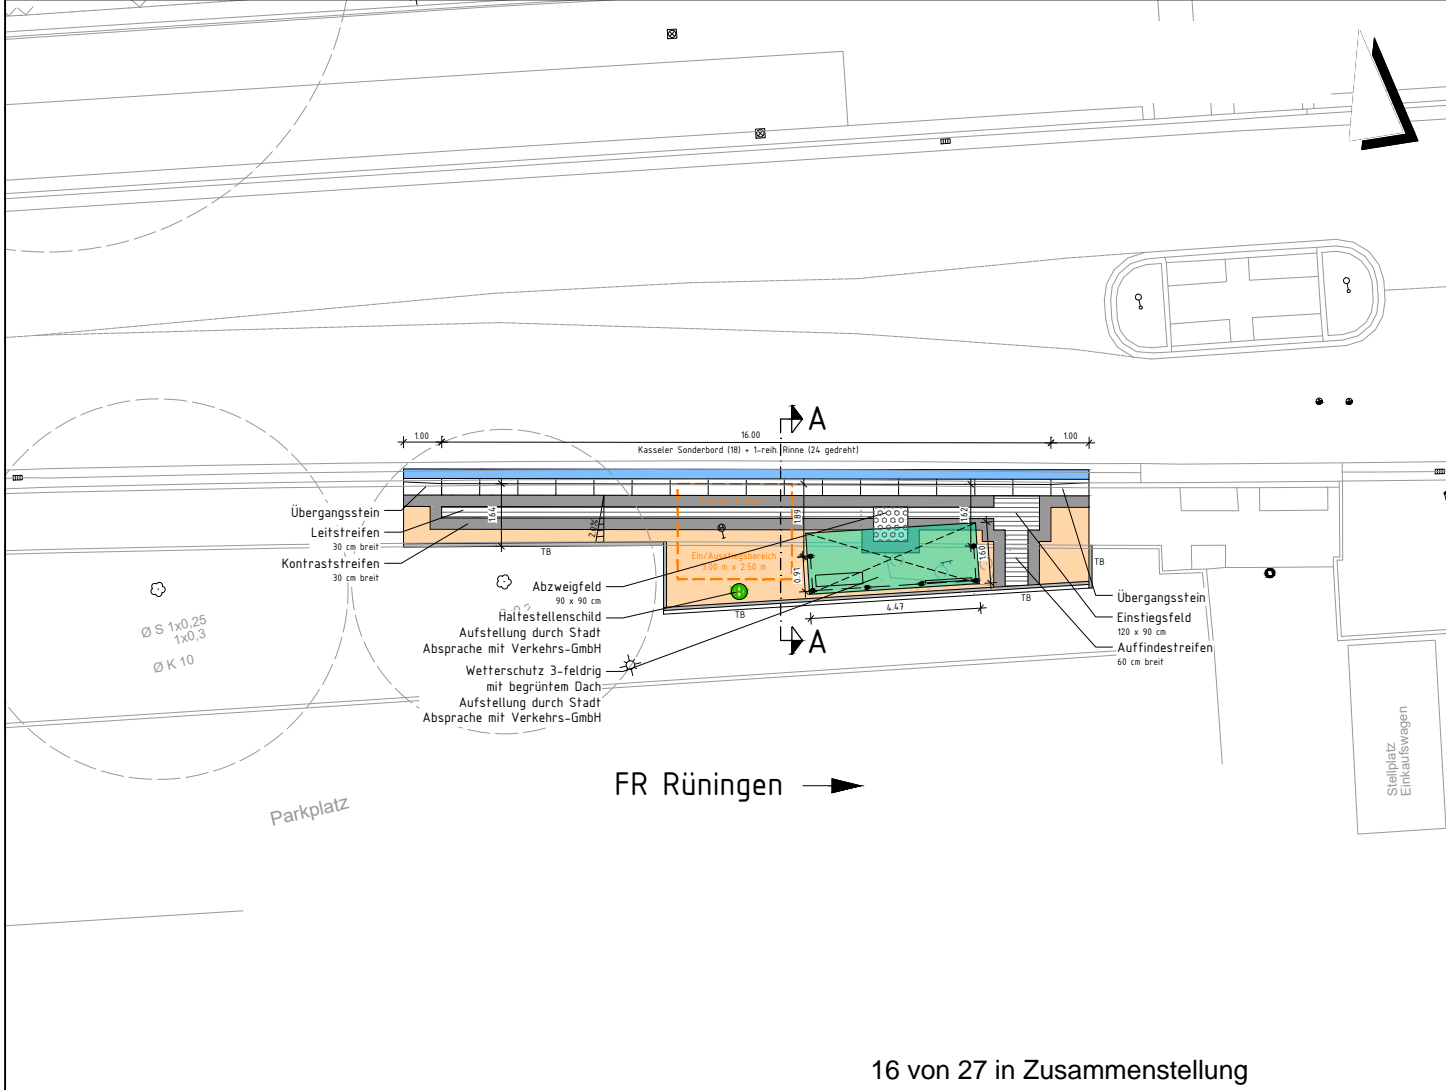 A
1.00
16.00
1.00
Kasseler Sonderbord (18) + 1-reih. Rinne (24 gedreht)
Übergangsstein
Leitstreifen
30 cm breit
Kontraststreifen
30 cm breit
1.64
2.0%
1.89
1.62
1.60
0.91
4.47
Ein/Ausstiegsbereich
3.00 m x 2.50 m
TB
TB
TB
TB
Abzweigfeld
90 x 90 cm
Haltestellenschild
Aufstellung durch Stadt
Absprache mit Verkehrs-GmbH
Wetterschutz 3-feldrig
mit begrüntem Dach
Aufstellung durch Stadt
Absprache mit Verkehrs-GmbH
A
Übergangsstein
Einstiegsfeld
120 x 90 cm
Auffindestreifen
60 cm breit
Ø S 1x0,25
1x0,3
Ø K 10
FR Rüningen
Parkplatz
Stellplatz
Einkaufswagen
16 von 27 in Zusammenstellung